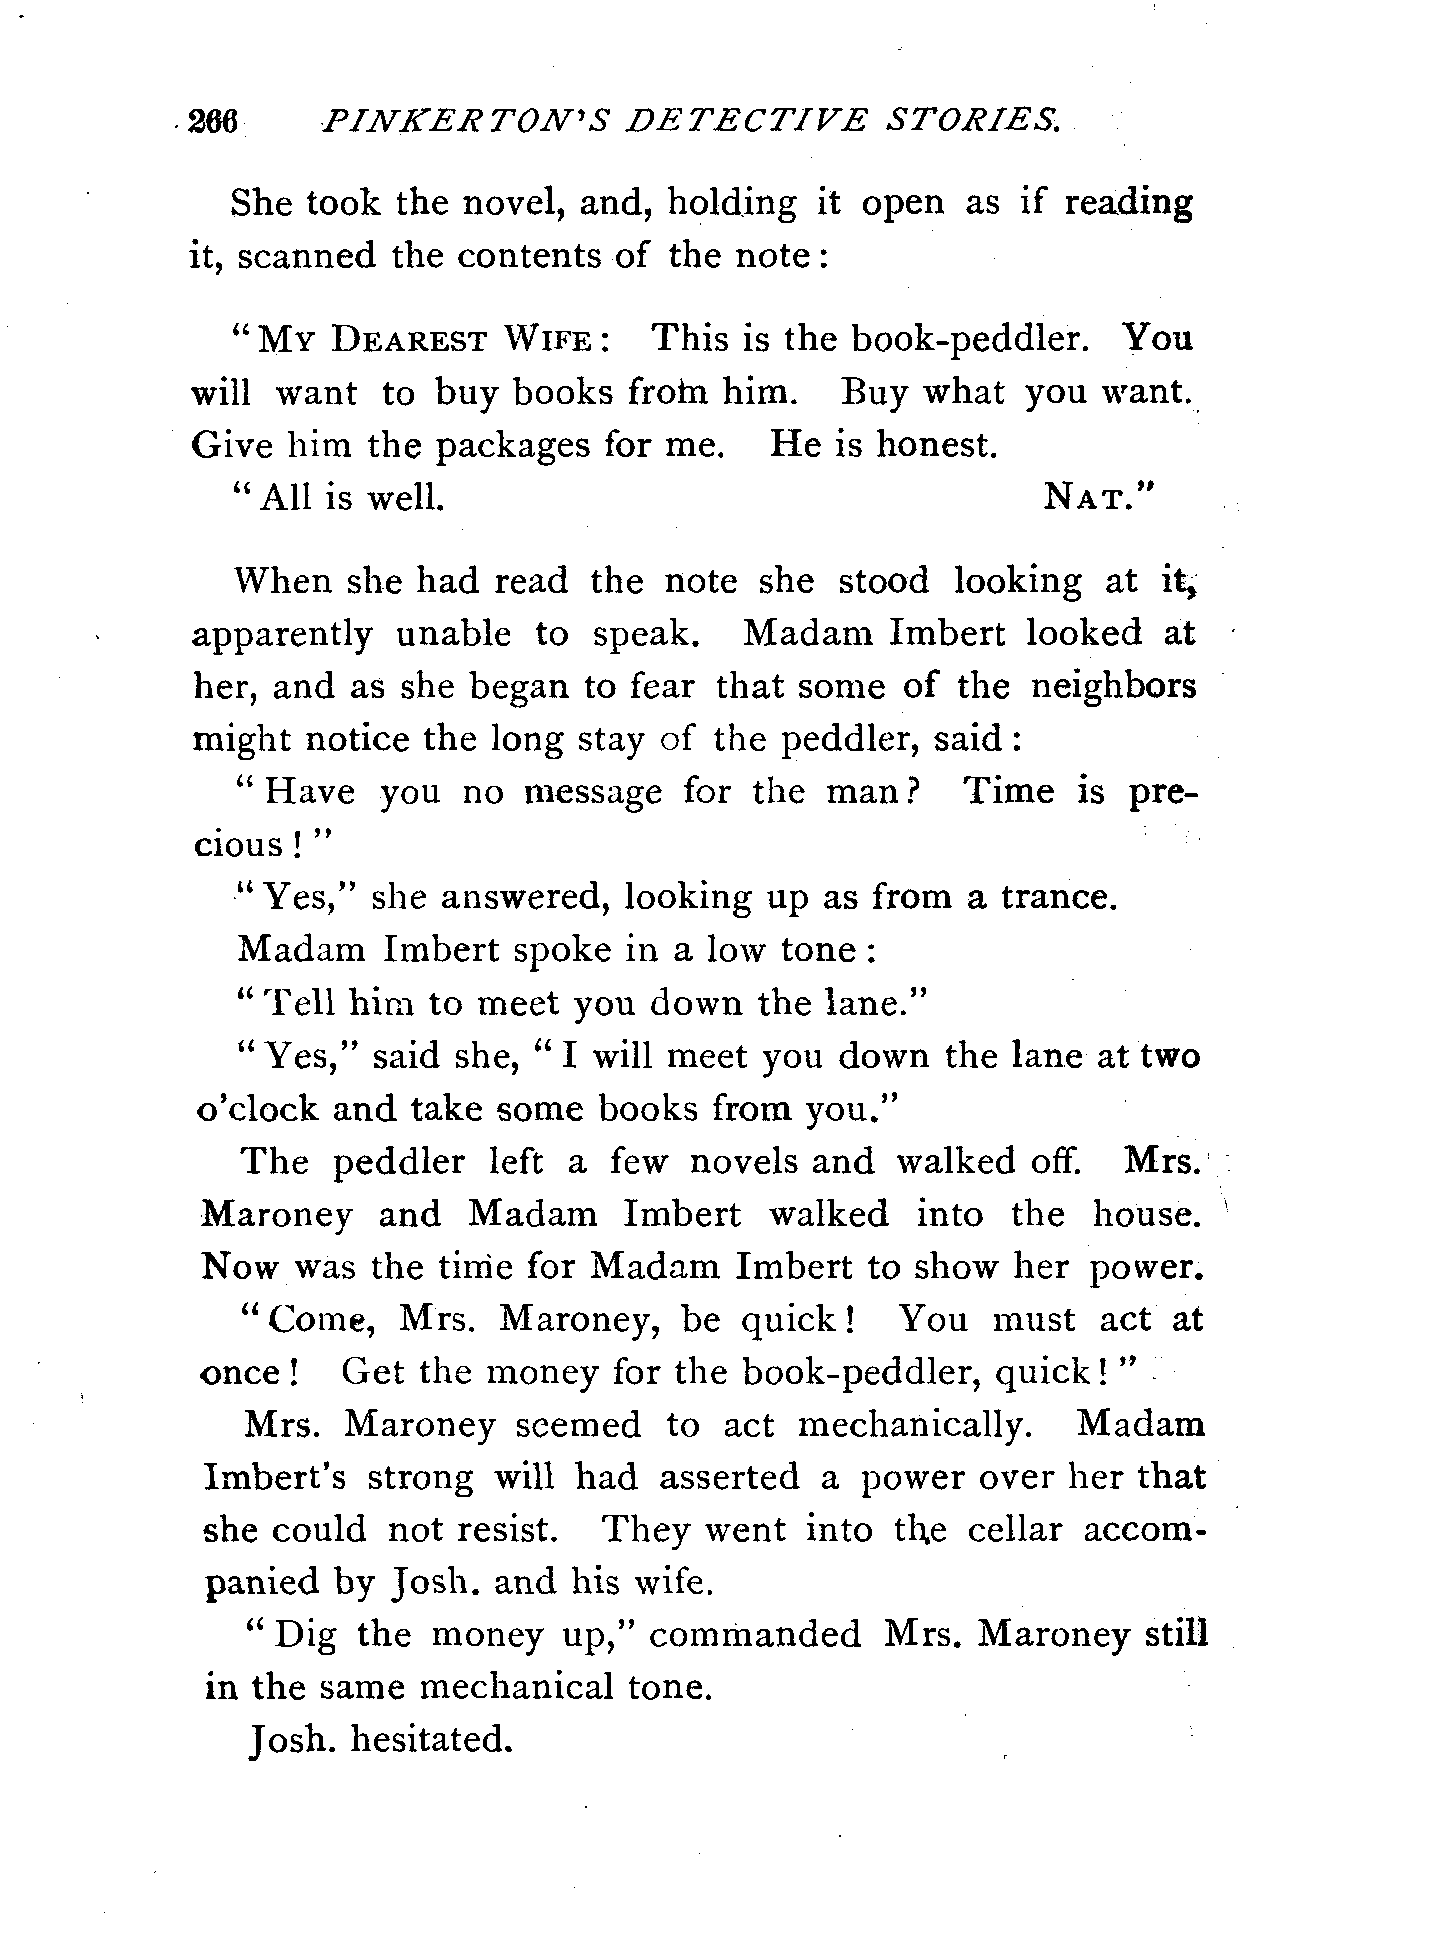 266 PINKERTON'S DETECTIVE STORIES.
She took the novel, and, holding it open as if reading
it, scanned the contents of the note :
" MY DEAREST WIFE : This is the book-peddler. You
will want to buy books from him. Buy what you want.
Give him the packages for me. He is honest.
" All is well. NAT."
When she had read the note she stood looking at it,
apparently unable to speak. Madam Imbert looked at
her, and as she began to fear that some of the neighbors
might notice the long stay of the peddler, said :
" Have you no message for the man ? Time is pre-
cious ! "
" Yes," she answered, looking up as from a trance.
Madam Imbert spoke in a low tone :
" Tell him to meet you down the lane."
" Yes," said she, " I will meet you down the lane at two
o'clock and take some books from you."
The peddler left a few novels and walked off. Mrs.
Maroney and Madam Imbert walked into the house.
Now was the time for Madam Imbert to show her power.
" Come, Mrs. Maroney, be quick ! You must act at
once ! Get the money for the book-peddler, quick ! "
Mrs. Maroney seemed to act mechanically. Madam
Imbert's strong will had asserted a power over her that
she could not resist. They went into the cellar accom-
panied by Josh. and his wife.
" Dig the money up," commanded Mrs. Maroney still
in the same mechanical tone.
Josh. hesitated.